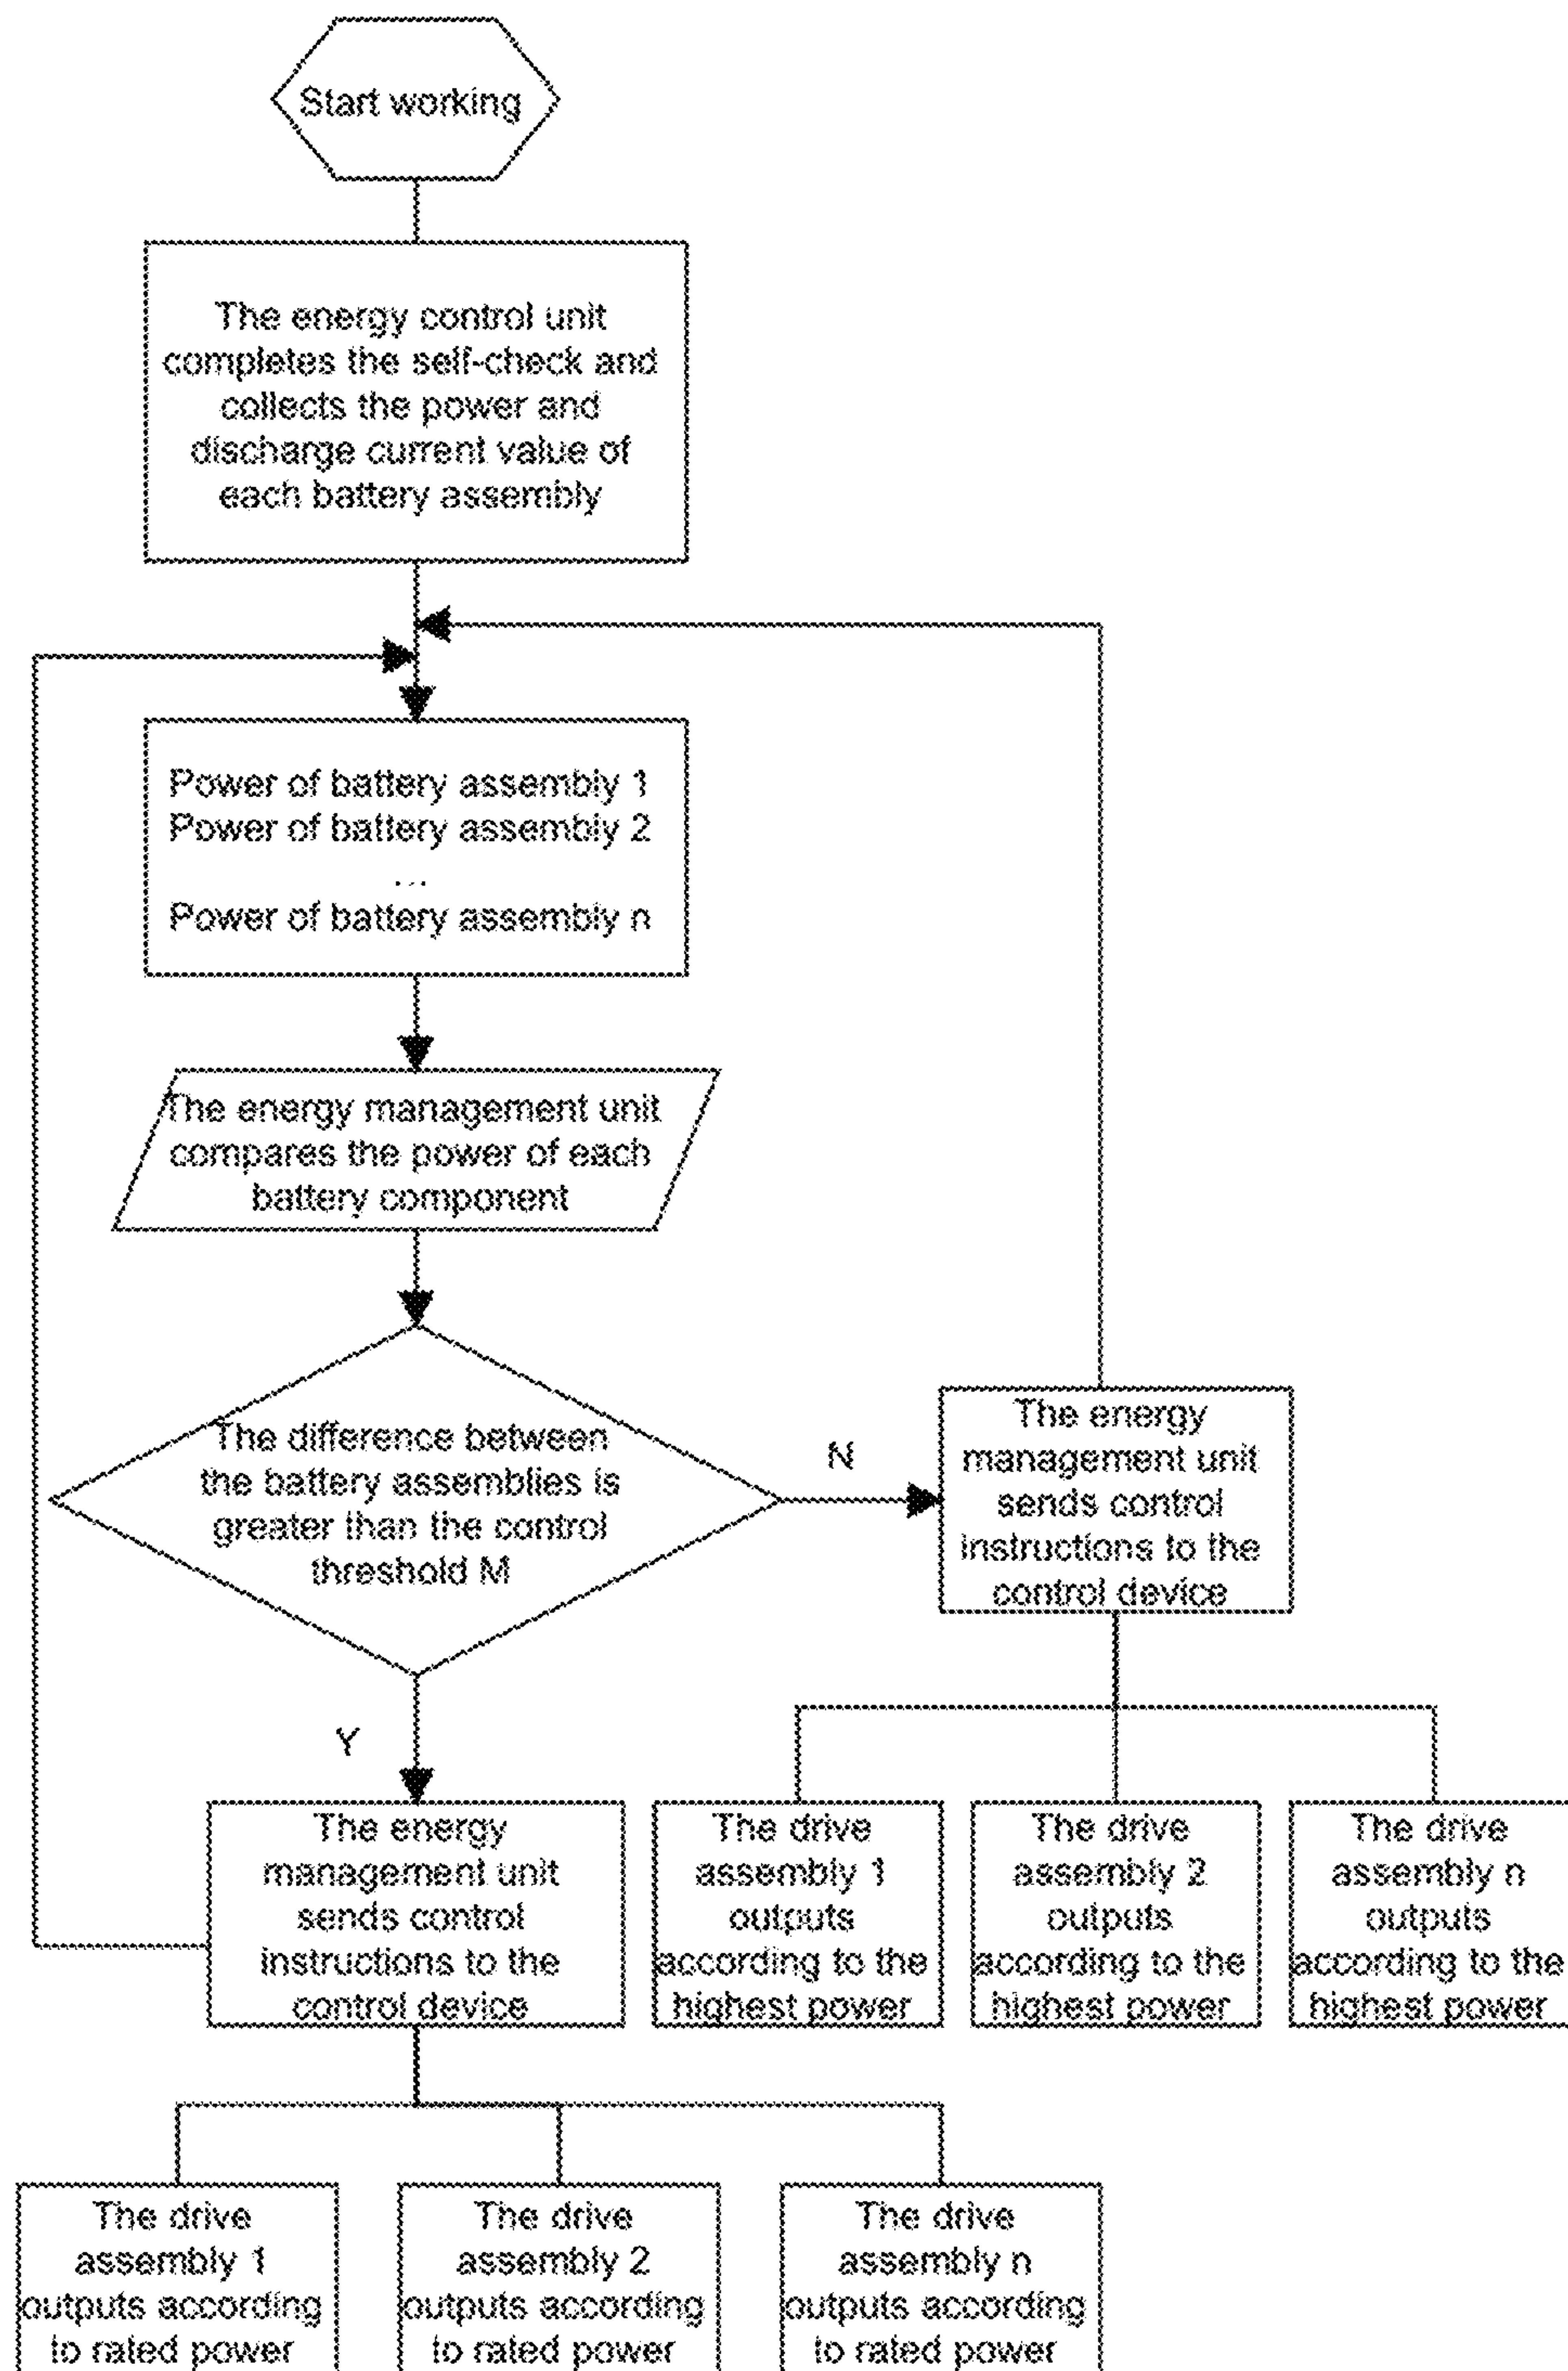 Start working
The energy control unit
completes the self-check and
collects the power and
discharge current value of
each battery assembly
Power of battery assembly 1
Power of battery assembly 2
...
Power of battery assembly n
The energy management unit
compares the power of each
battery component
The difference between
the battery assemblies is
greater than the control
threshold M
N
The energy
management unit
sends control
instructions to the
control device
Y
The energy
management unit
sends control
instructions to the
control device
The drive
assembly 1
outputs
according to the
highest power
The drive
assembly 2
outputs
according to the
highest power
The drive
assembly n
outputs
according to the
highest power
The drive
assembly 1
outputs according
to rated power
The drive
assembly 2
outputs according
to rated power
The drive
assembly n
outputs according
to rated power